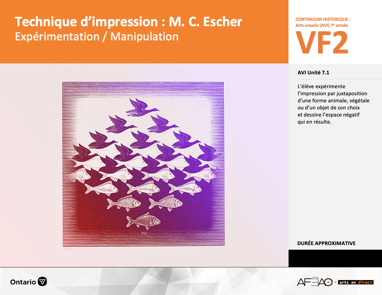 Technique d'impression : M. C. Escher
Expérimentation / Manipulation
CONTINUUM HISTORIQUE :
Arts visuels (AVI) 7e année
VF2
AVI Unité 7.1
L'élève expérimente
l'impression par juxtaposition
d'une forme animale, végétale
ou d'un objet de son choix
et dessine l'espace négatif
qui en résulte.
DURÉE APPROXIMATIVE
Ontario
AFEAO
arts en direct